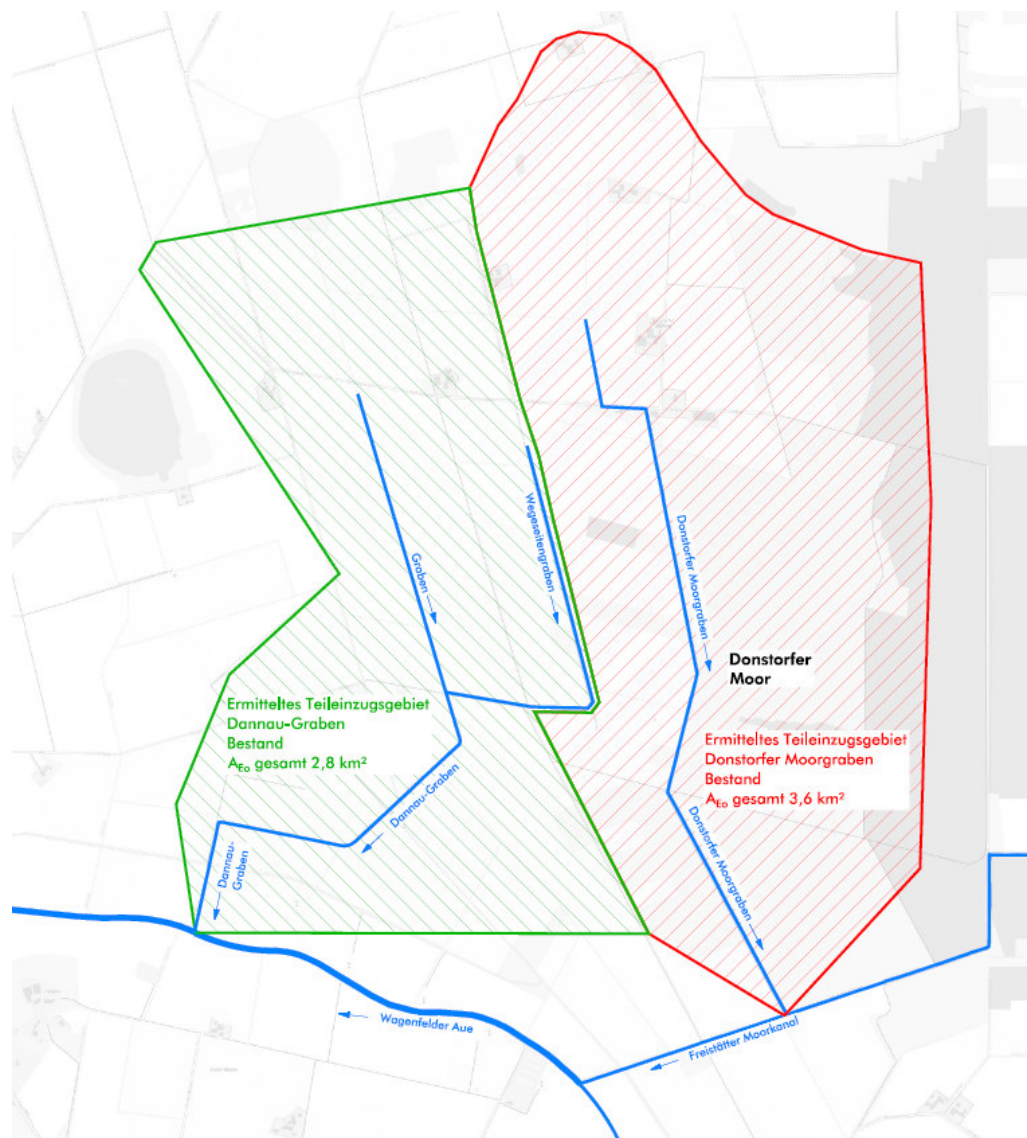 Graben
Wegeseitengraben
Donstorfer Moorgraben
Donstorfer
Moor
Ermitteltes Teileinzugsgebiet
Dannau-Graben
Bestand
AEo gesamt 2,8 km²
Ermitteltes Teileinzugsgebiet
Donstorfer Moorgraben
Bestand
AEo gesamt 3,6 km²
Dannau-Graben
Donstorfer Moorgraben
Dannau-
Graben
Wagenfelder Aue
Freistätter Moorkanal